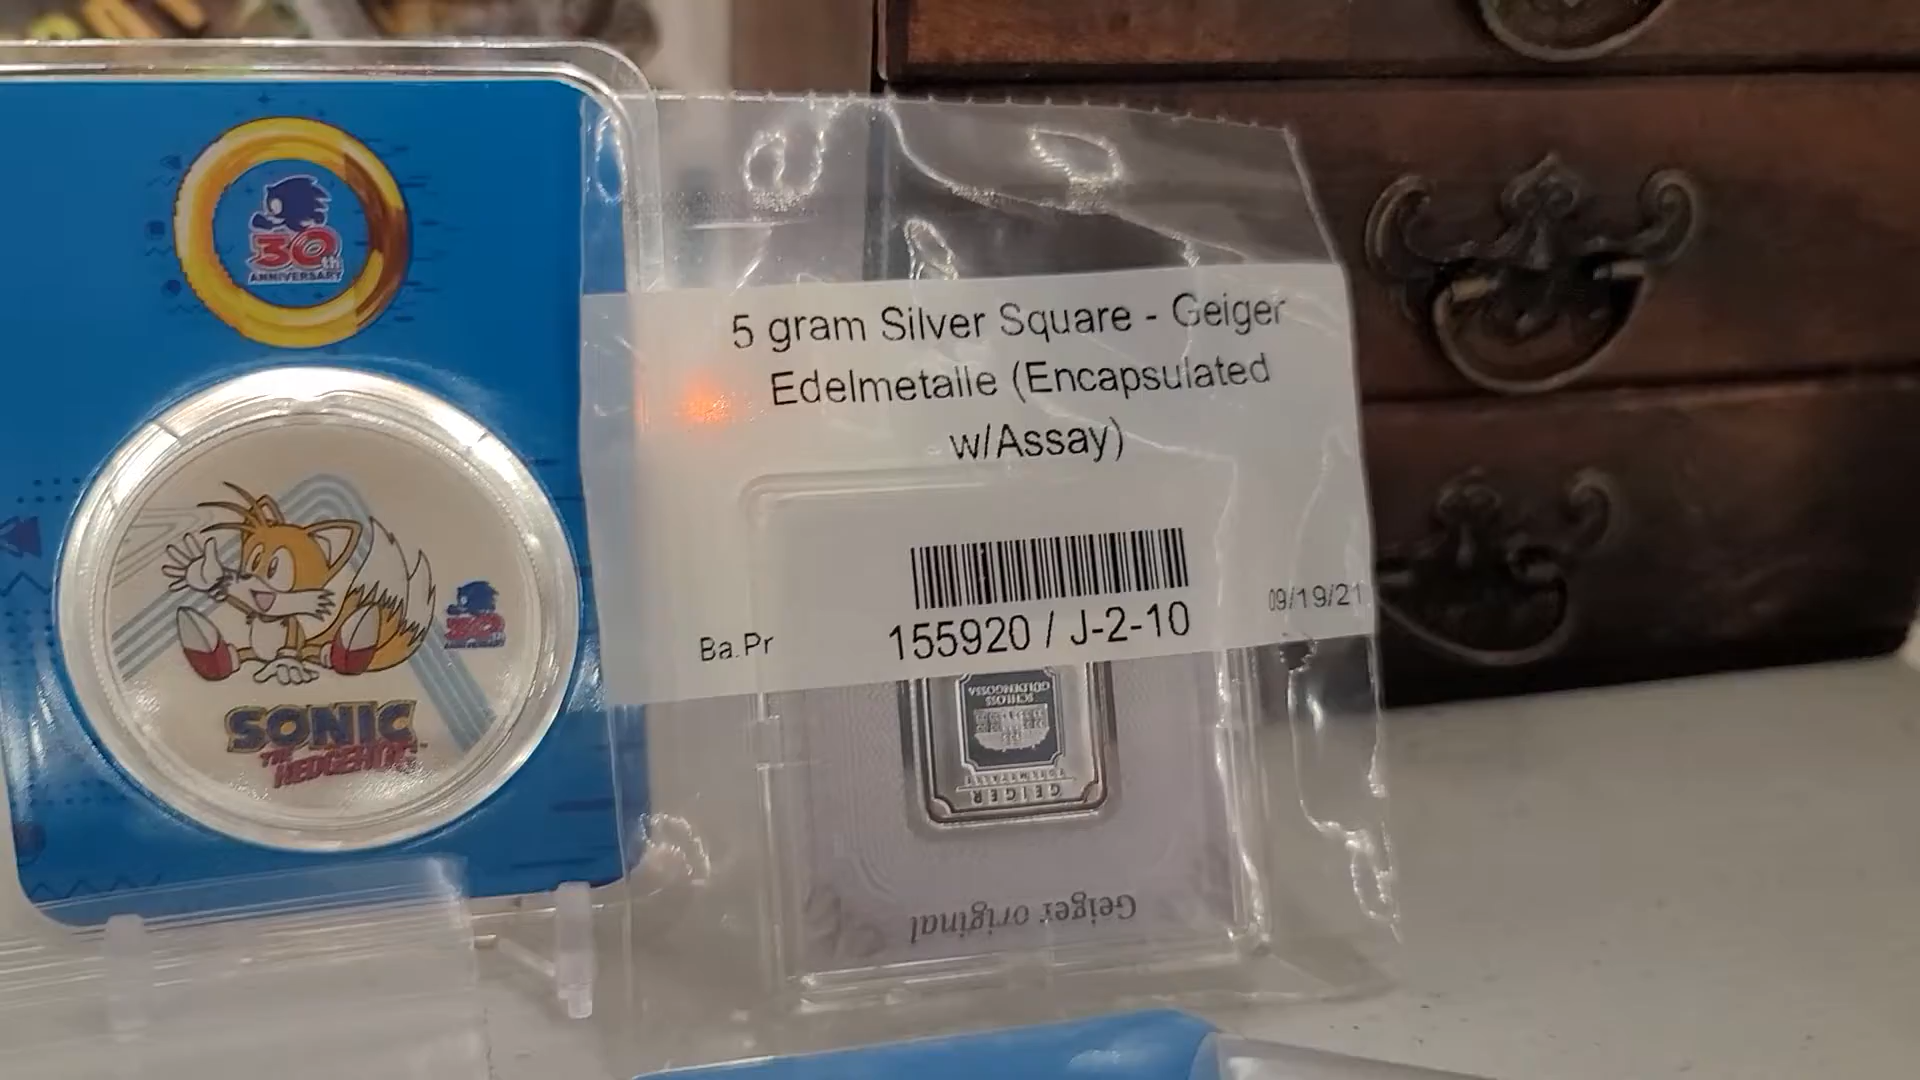 30th
ANNIVERSARY
SONIC
THE
HEDGEHOG
30th
ANNIVERSARY
5 gram Silver Square - Geiger
Edelmetalle (Encapsulated
w/Assay)
Ba.Pr
155920 / J-2-10
09/19/21
SCHLOSS
GÜLDENGOSSA
EDELMETALLE
GEIGER
Geiger original